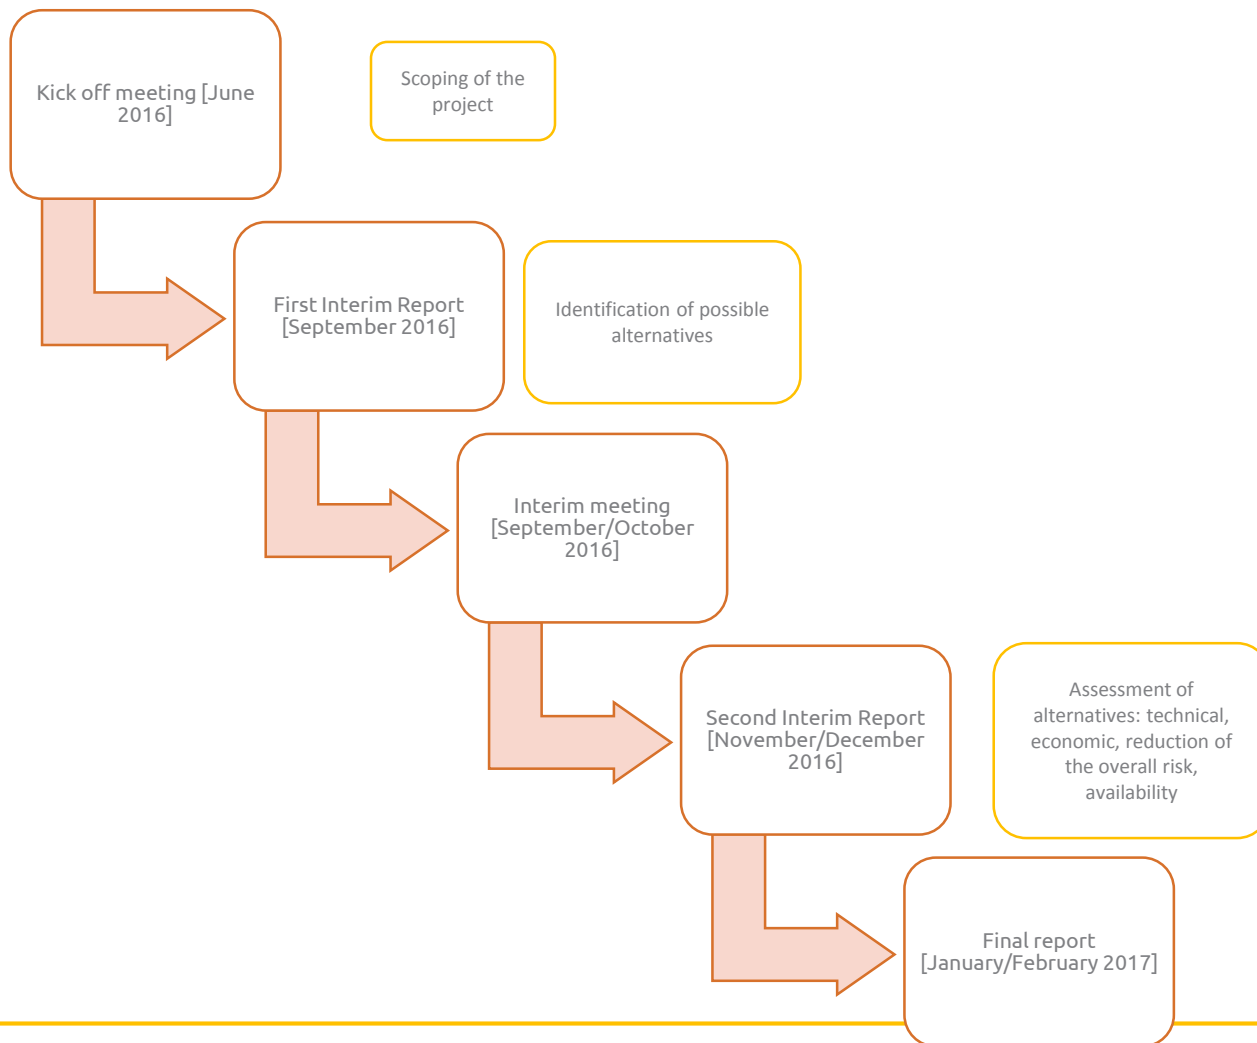 Kick off meeting [June
2016]
Scoping of the
project
First Interim Report
[September 2016]
Identification of possible
alternatives
Interim meeting
[September/October
2016]
Second Interim Report
[November/December
2016]
Assessment of
alternatives: technical,
economic, reduction of
the overall risk,
availability
Final report
[January/February 2017]